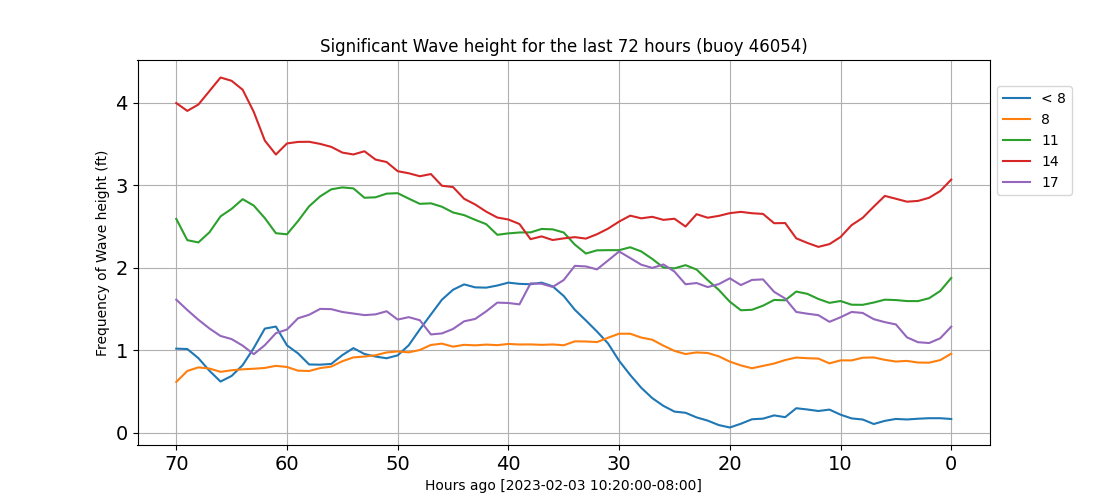 Significant Wave height for the last 72 hours (buoy 46054)
Frequency of Wave height (ft)
4
3
2
1
0
70 60 50 40 30 20 10 0
Hours ago [2023-02-03 10:20:00-08:00]
< 8
8
11
14
17